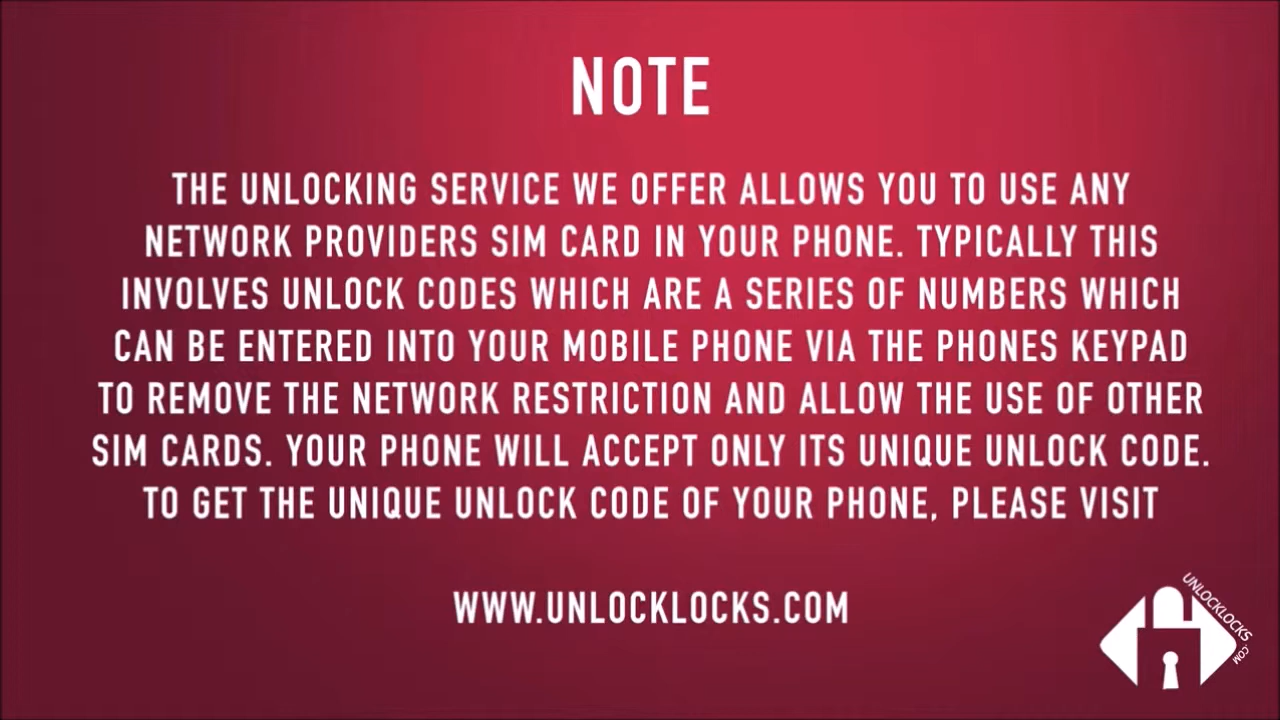 NOTE
THE UNLOCKING SERVICE WE OFFER ALLOWS YOU TO USE ANY
NETWORK PROVIDERS SIM CARD IN YOUR PHONE. TYPICALLY THIS
INVOLVES UNLOCK CODES WHICH ARE A SERIES OF NUMBERS WHICH
CAN BE ENTERED INTO YOUR MOBILE PHONE VIA THE PHONES KEYPAD
TO REMOVE THE NETWORK RESTRICTION AND ALLOW THE USE OF OTHER
SIM CARDS. YOUR PHONE WILL ACCEPT ONLY ITS UNIQUE UNLOCK CODE.
TO GET THE UNIQUE UNLOCK CODE OF YOUR PHONE, PLEASE VISIT
WWW.UNLOCKLOCKS.COM
UNLOCKLOCKS
.COM